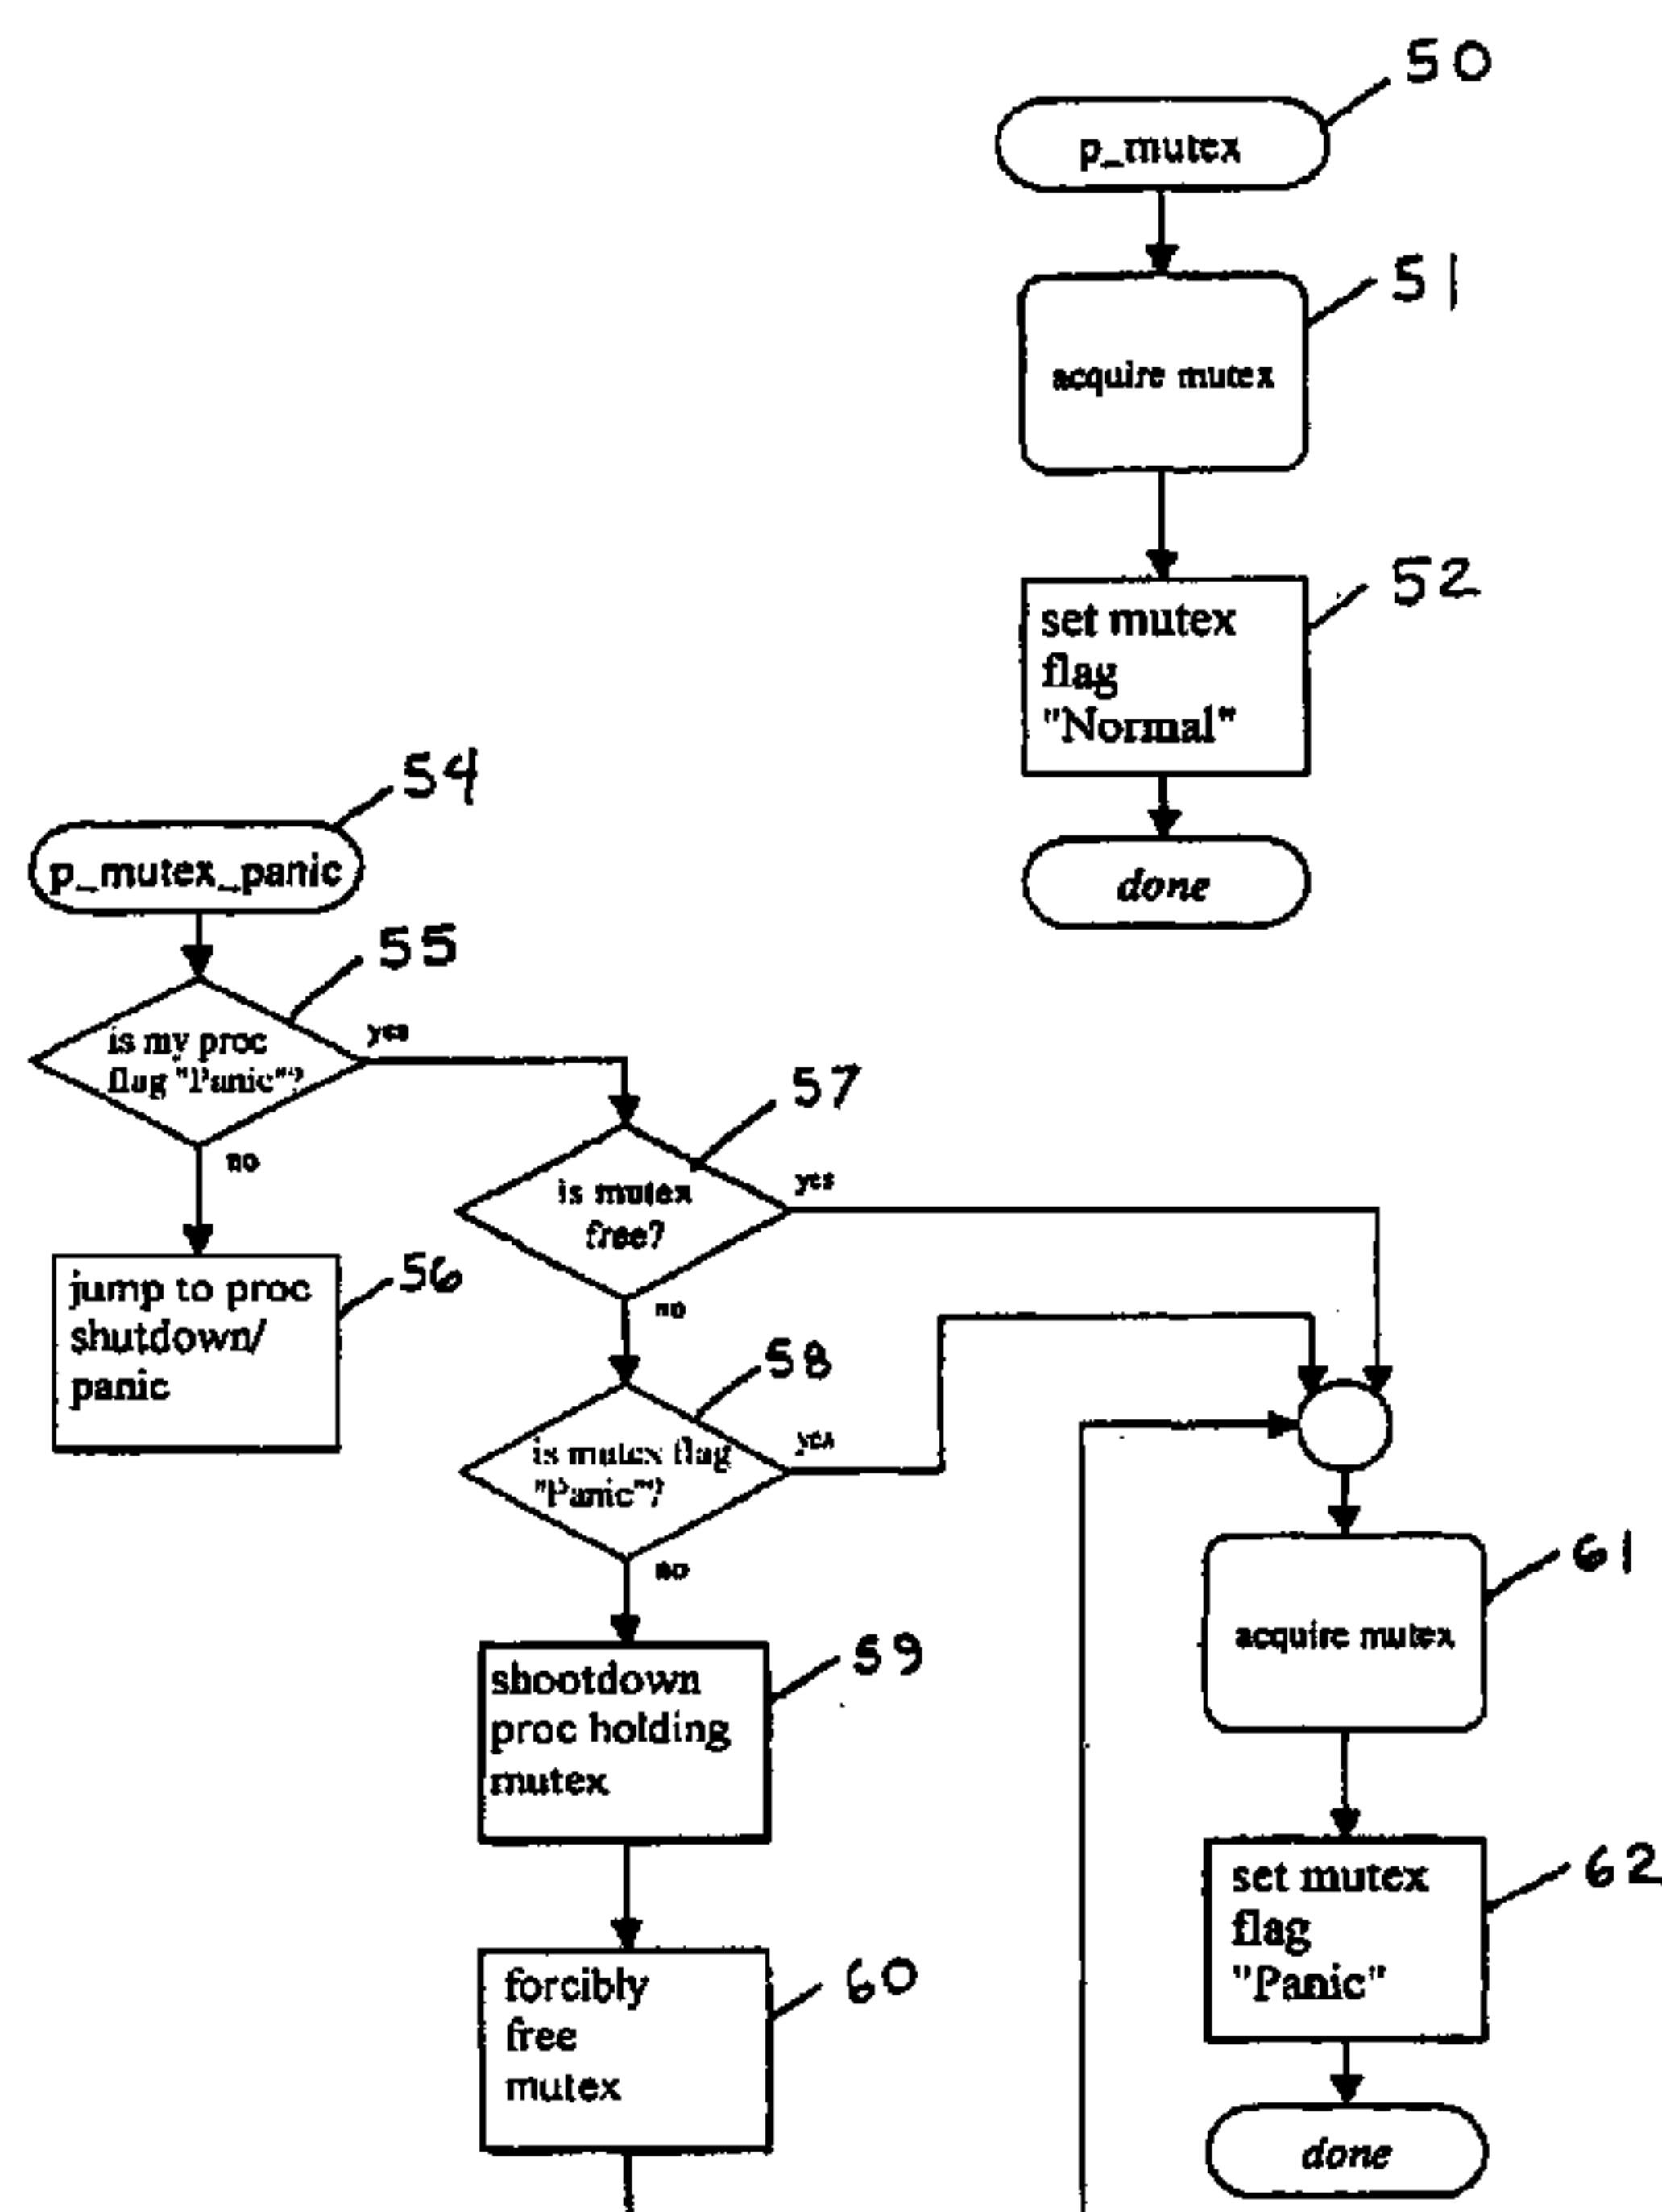 50
p_mutex
51
acquire mutex
52
set mutex
flag
"Normal"
done
54
p_mutex_panic
55
is my proc
flag "Panic"?
yes
no
56
jump to proc
shutdown/
panic
57
is mutex
free?
yes
no
58
is mutex flag
"Panic"?
yes
no
59
shootdown
proc holding
mutex
60
forcibly
free
mutex
61
acquire mutex
62
set mutex
flag
"Panic"
done